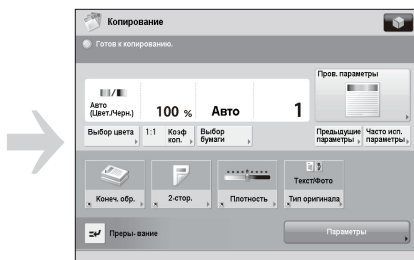 Копирование
Готов к копированию.
Пров. параметры
Авто
(Цвет./Черн.)
100 % Авто 1
Выбор цвета 1:1 Коэф
коп. Выбор
бумаги Предыдущие
параметры Часто исп.
параметры
Текст/Фото
Конеч. обр. 2-стор. Плотность Тип оригинала
Преры- вание Параметры